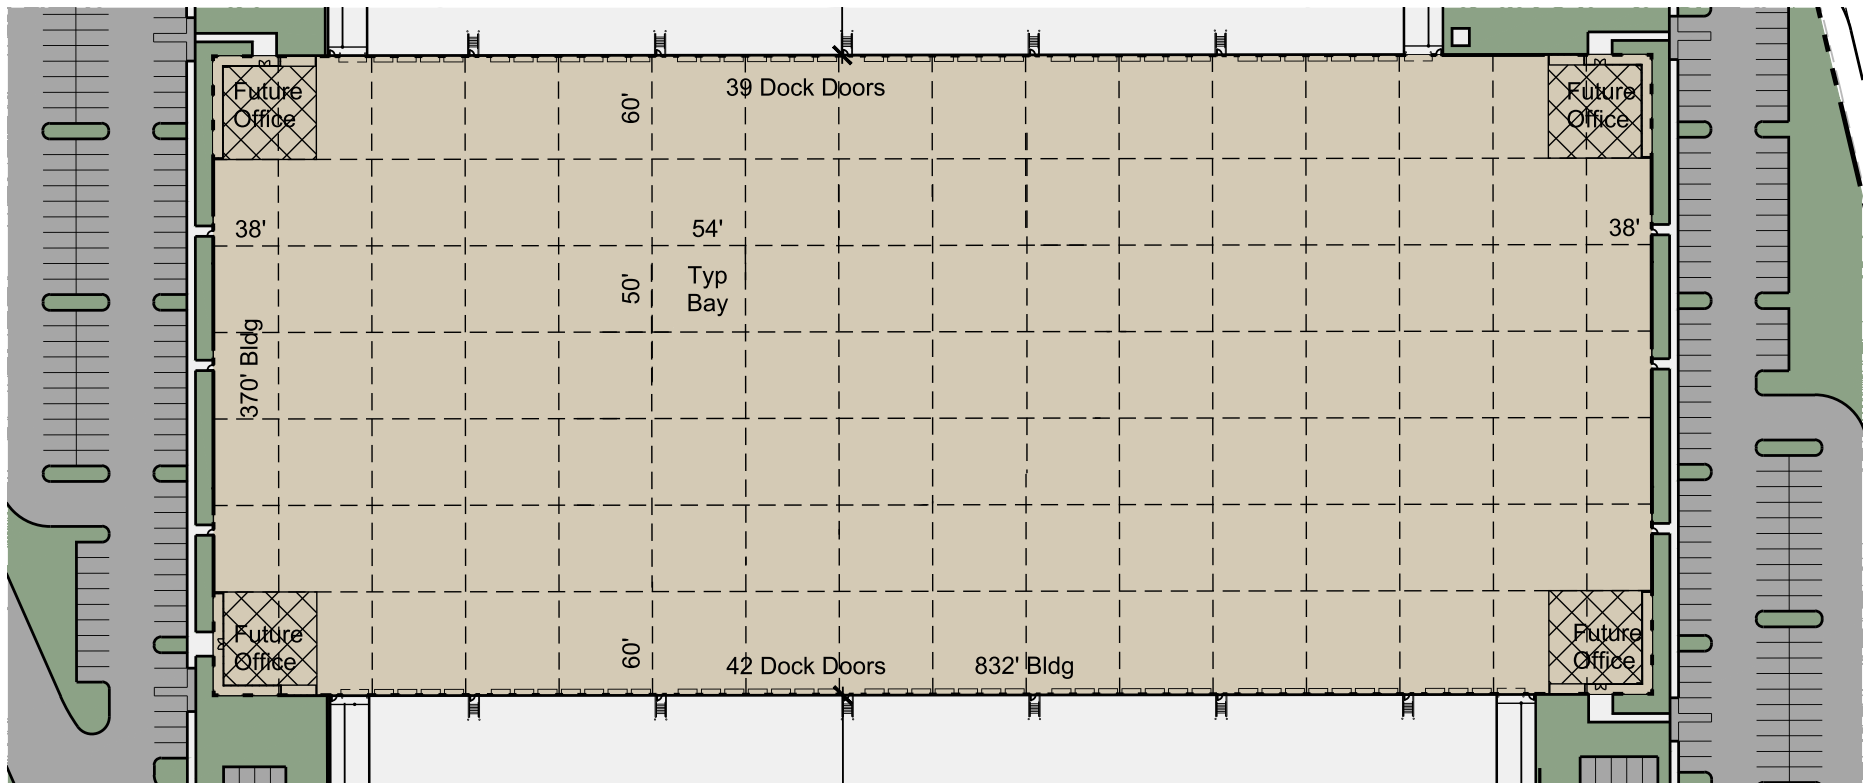 39 Dock Doors
60'
Future
Office
Future
Office
38'
54'
38'
50'
Typ
Bay
370' Bldg
Future
Office
60'
42 Dock Doors
832' Bldg
Future
Office